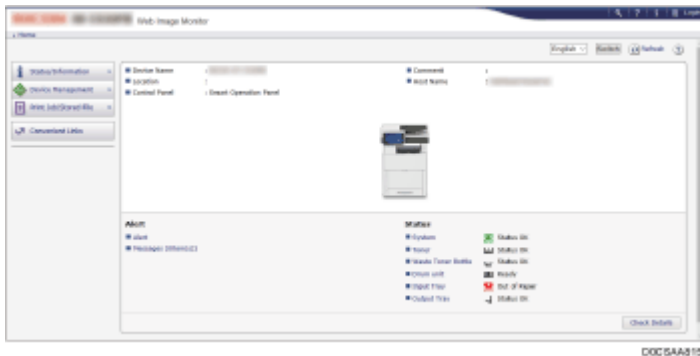 Web Image Monitor
Login
Home
English
Switch
Refresh
Status/Information
Device Management
Print Job/Stored File
Convenient Links
Device Name :
Comment :
Location :
Host Name :
Control Panel : Smart Operation Panel
Alert
Status
Alert
System Status OK
Messages (Other(s))
Toner Status OK
Waste Toner Bottle Status OK
Drum unit Ready
Input Tray Out of Paper
Output Tray Status OK
Check Details
D0CSAA815